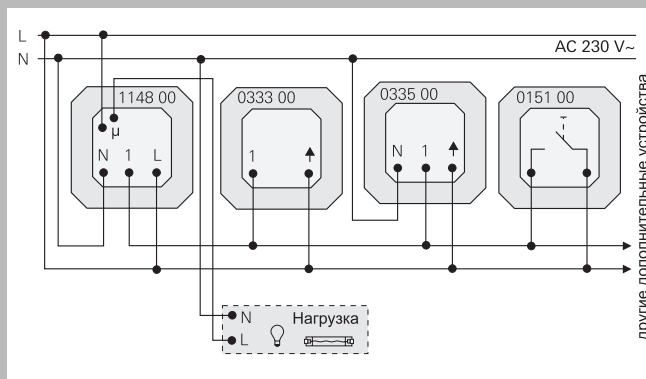 L
N
AC 230 V~
1148 00
0333 00
0335 00
0151 00
µ
N 1 L
1
N 1
другие дополнительные устройства
N Нагрузка
L